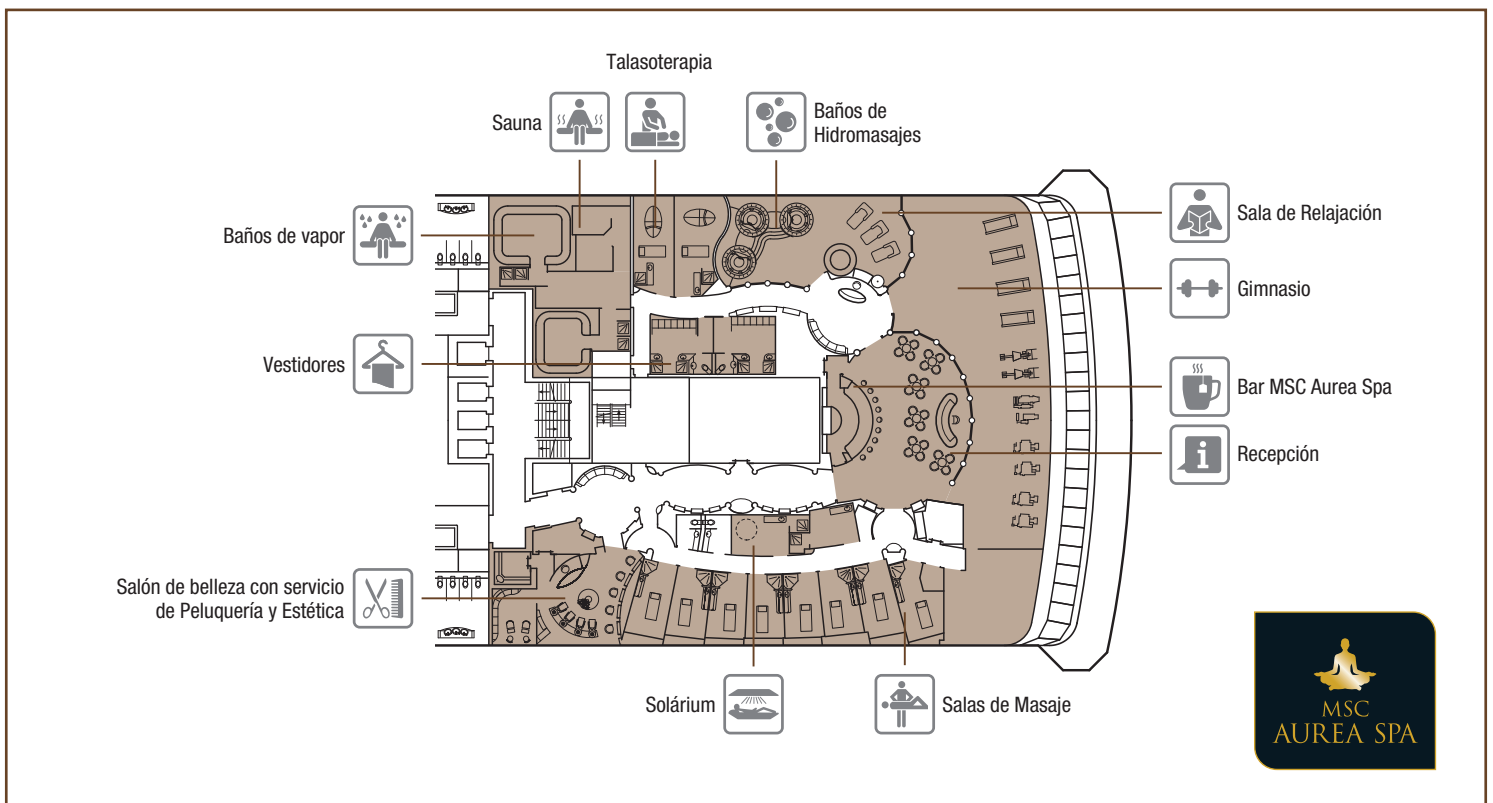 Talasoterapia
Sauna
Baños de
Hidromasajes
Baños de vapor
Sala de Relajación
Gimnasio
Vestidores
Bar MSC Aurea Spa
Recepción
Salón de belleza con servicio
de Peluquería y Estética
Solárium
Salas de Masaje
MSC
AUREA SPA